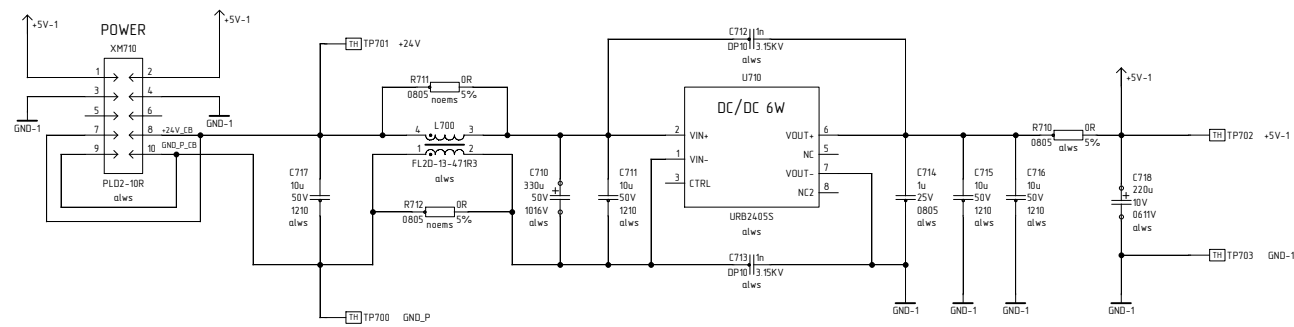 +5V-1
POWER
XM710
+5V-1
1
2
3
4
5
6
7
8
9
10
+24V_CB
GND_P_CB
GND-1
GND-1
PLD2-10R
alws
TH TP701 +24V
C717
10u
50V
1210
alws
TH TP700 GND_P
R711 0R
0805 noems 5%
L700
4 3
1 2
FL2D-13-471R3
alws
R712 0R
0805 noems 5%
C710
330u
+
50V
1016V
alws
C711
10u
50V
1210
alws
C712 1n
DP10 3.15KV
alws
U710
DC/DC 6W
2 VIN+
1 VIN-
3 CTRL
VOUT+ 6
NC 5
VOUT- 7
NC2 8
URB2405S
alws
C713 1n
DP10 3.15KV
alws
C714
1u
25V
0805
alws
GND-1
C715
10u
50V
1210
alws
GND-1
C716
10u
50V
1210
alws
GND-1
R710 0R
0805 alws 5%
+5V-1
TH TP702 +5V-1
C718
220u
+
10V
0611V
alws
TH TP703 GND-1
GND-1